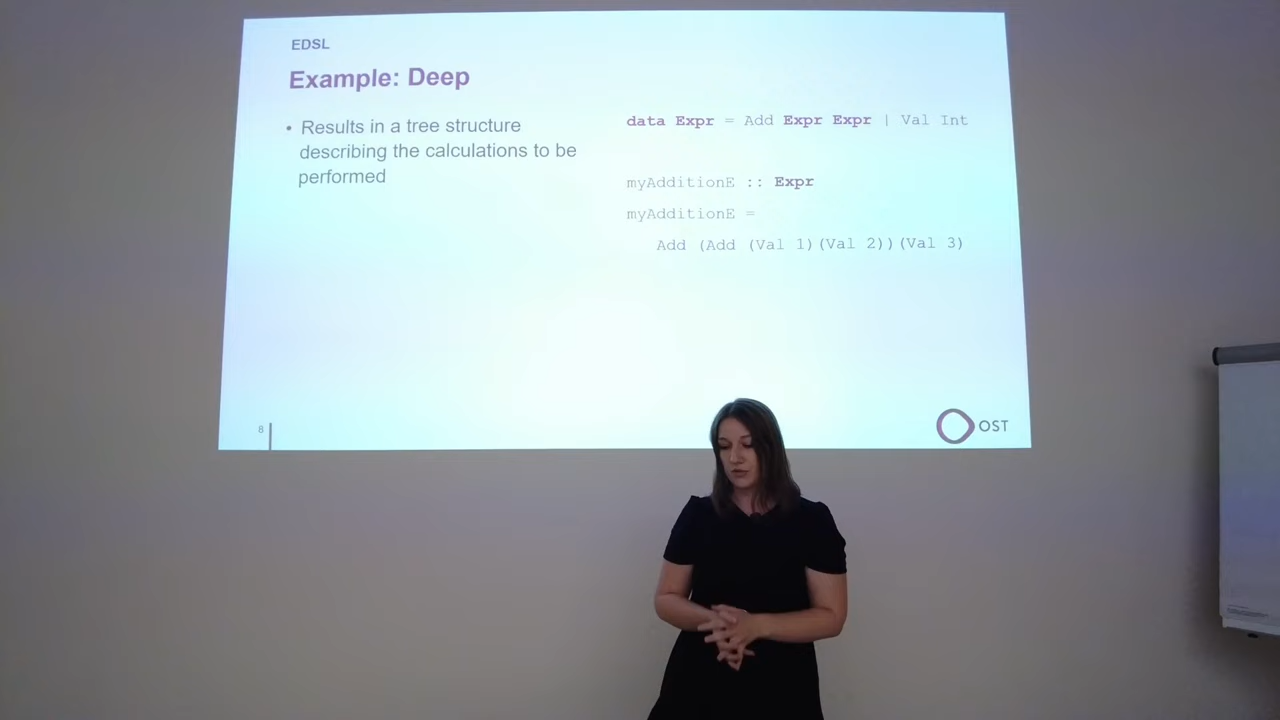 EDSL
Example: Deep
• Results in a tree structure
describing the calculations to be
performed
data Expr = Add Expr Expr | Val Int
myAdditionE :: Expr
myAdditionE =
Add (Add (Val 1)(Val 2))(Val 3)
8
OST